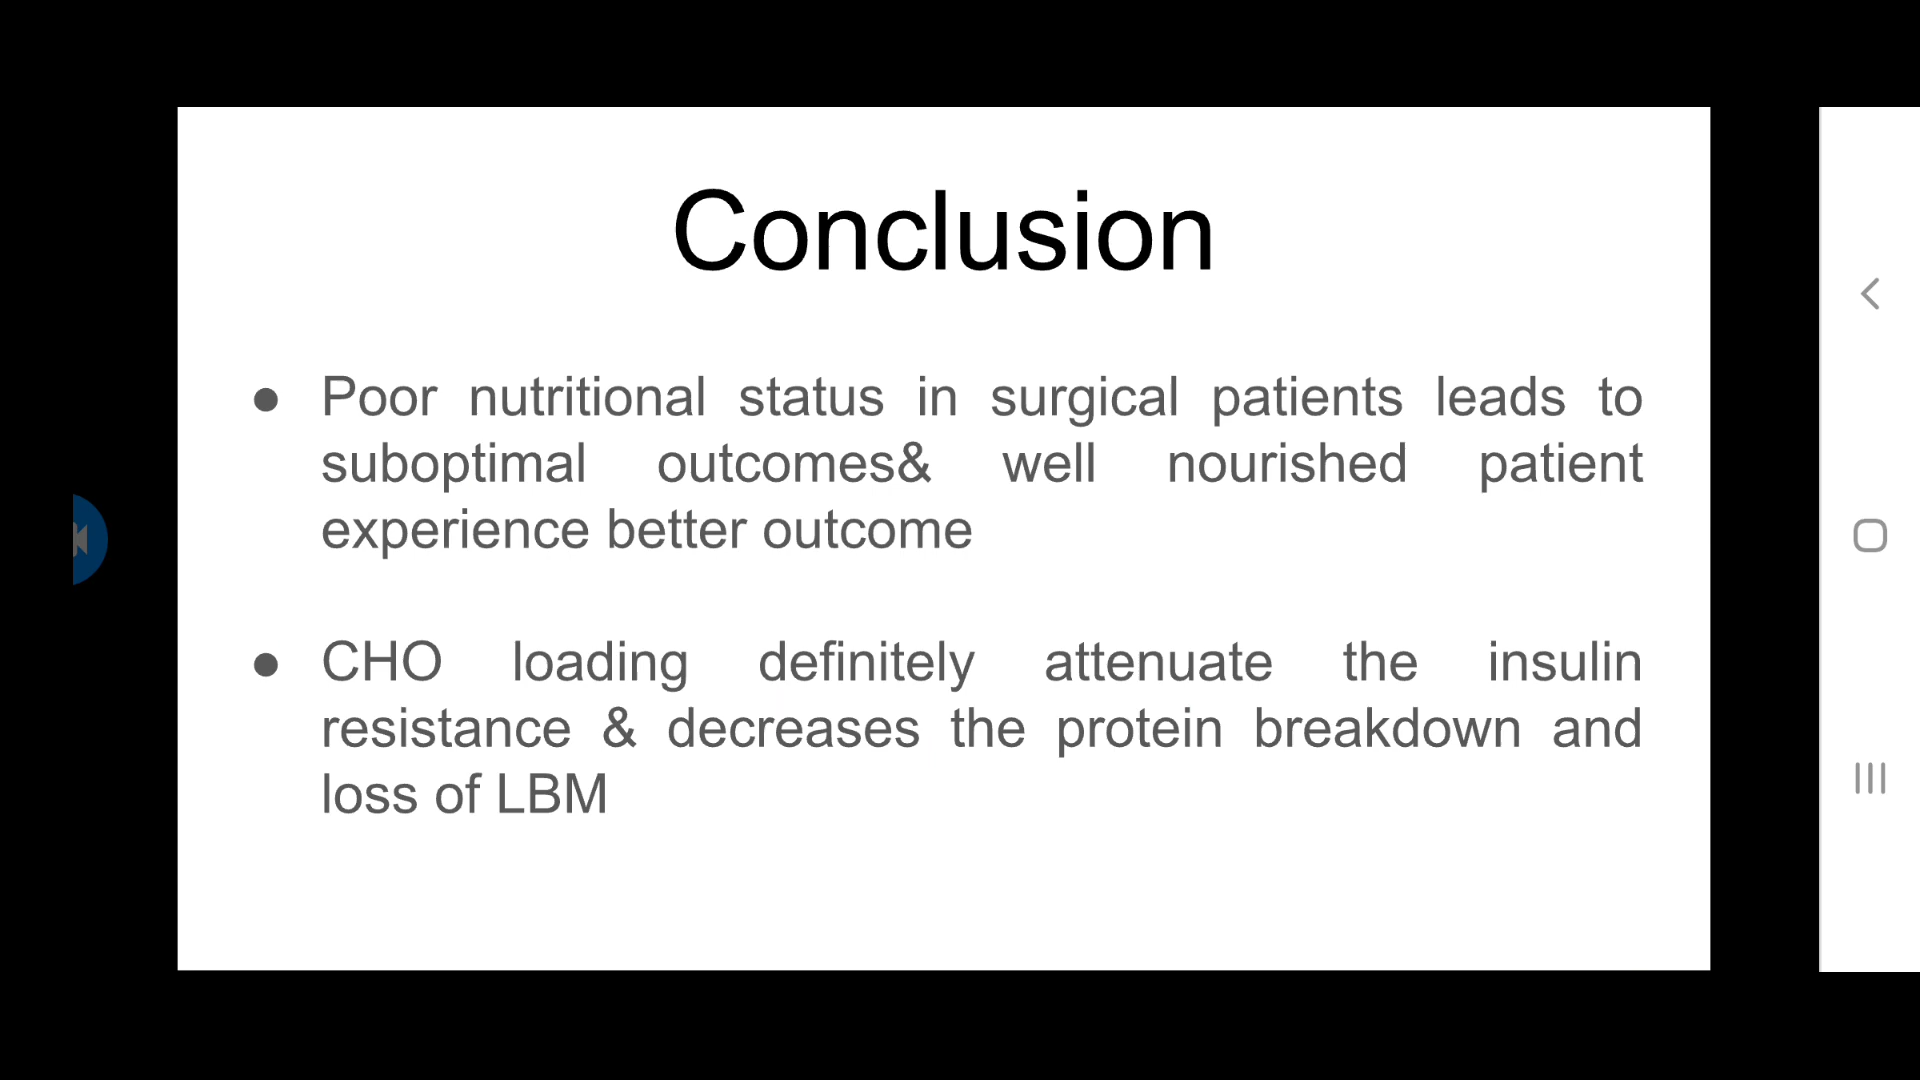 Conclusion
● Poor nutritional status in surgical patients leads to
suboptimal outcomes& well nourished patient
experience better outcome
● CHO loading definitely attenuate the insulin
resistance & decreases the protein breakdown and
loss of LBM